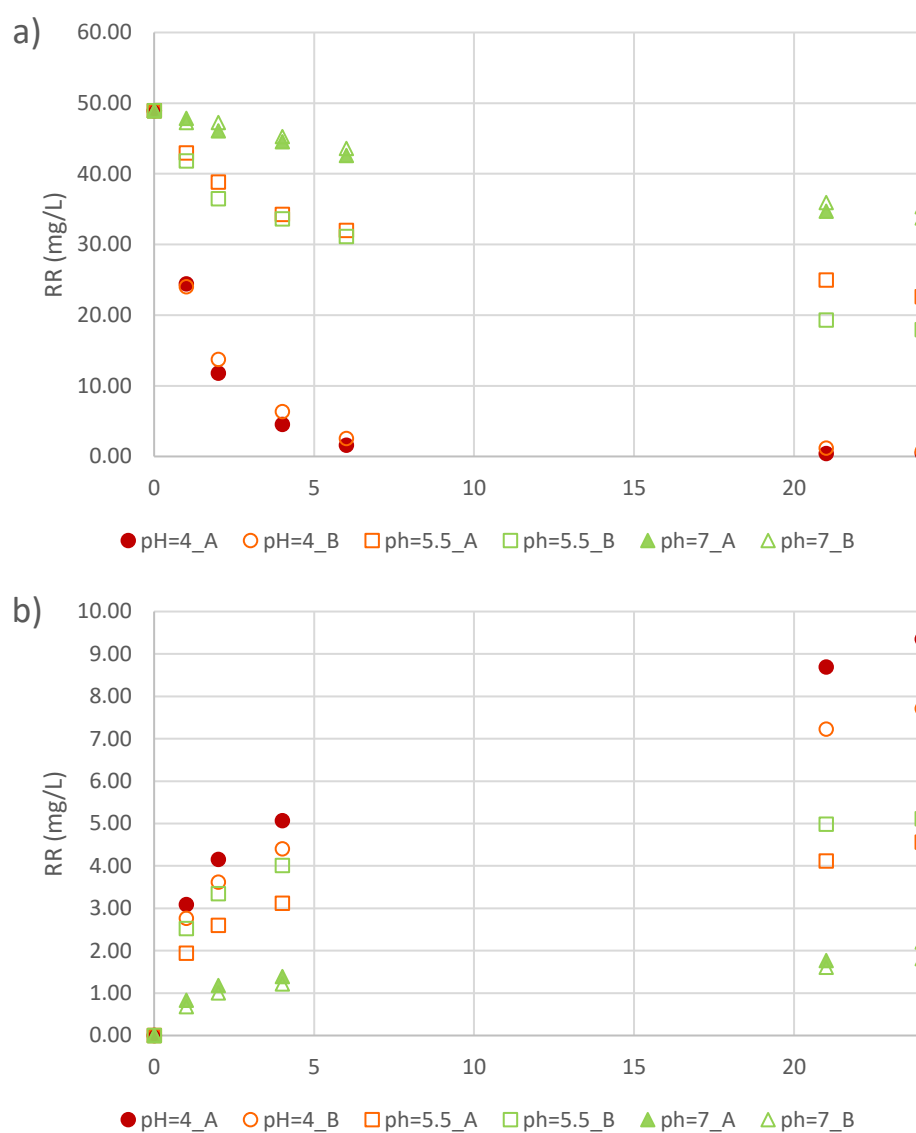 a)
RR (mg/L)
60.00
50.00
40.00
30.00
20.00
10.00
0.00
0 5 10 15 20
pH=4_A pH=4_B ph=5.5_A ph=5.5_B ph=7_A ph=7_B
b)
RR (mg/L)
10.00
9.00
8.00
7.00
6.00
5.00
4.00
3.00
2.00
1.00
0.00
0 5 10 15 20
pH=4_A pH=4_B ph=5.5_A ph=5.5_B ph=7_A ph=7_B